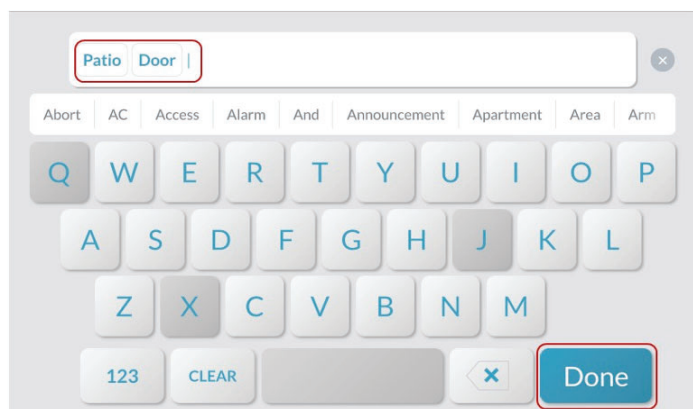 Patio Door
Abort AC Access Alarm And Announcement Apartment Area Arm
Q W E R T Y U I O P
A S D F G H J K L
Z X C V B N M
123 CLEAR Done